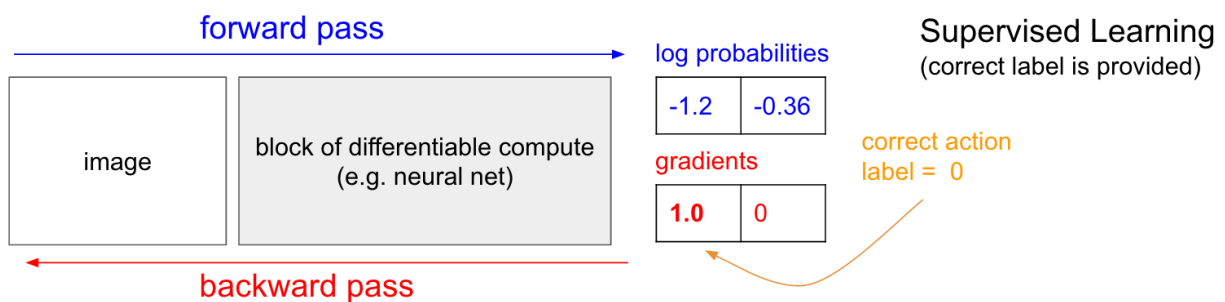 forward pass
Supervised Learning
(correct label is provided)
log probabilities
-1.2 -0.36
image
block of differentiable compute
(e.g. neural net)
gradients
1.0 0
correct action
label = 0
backward pass